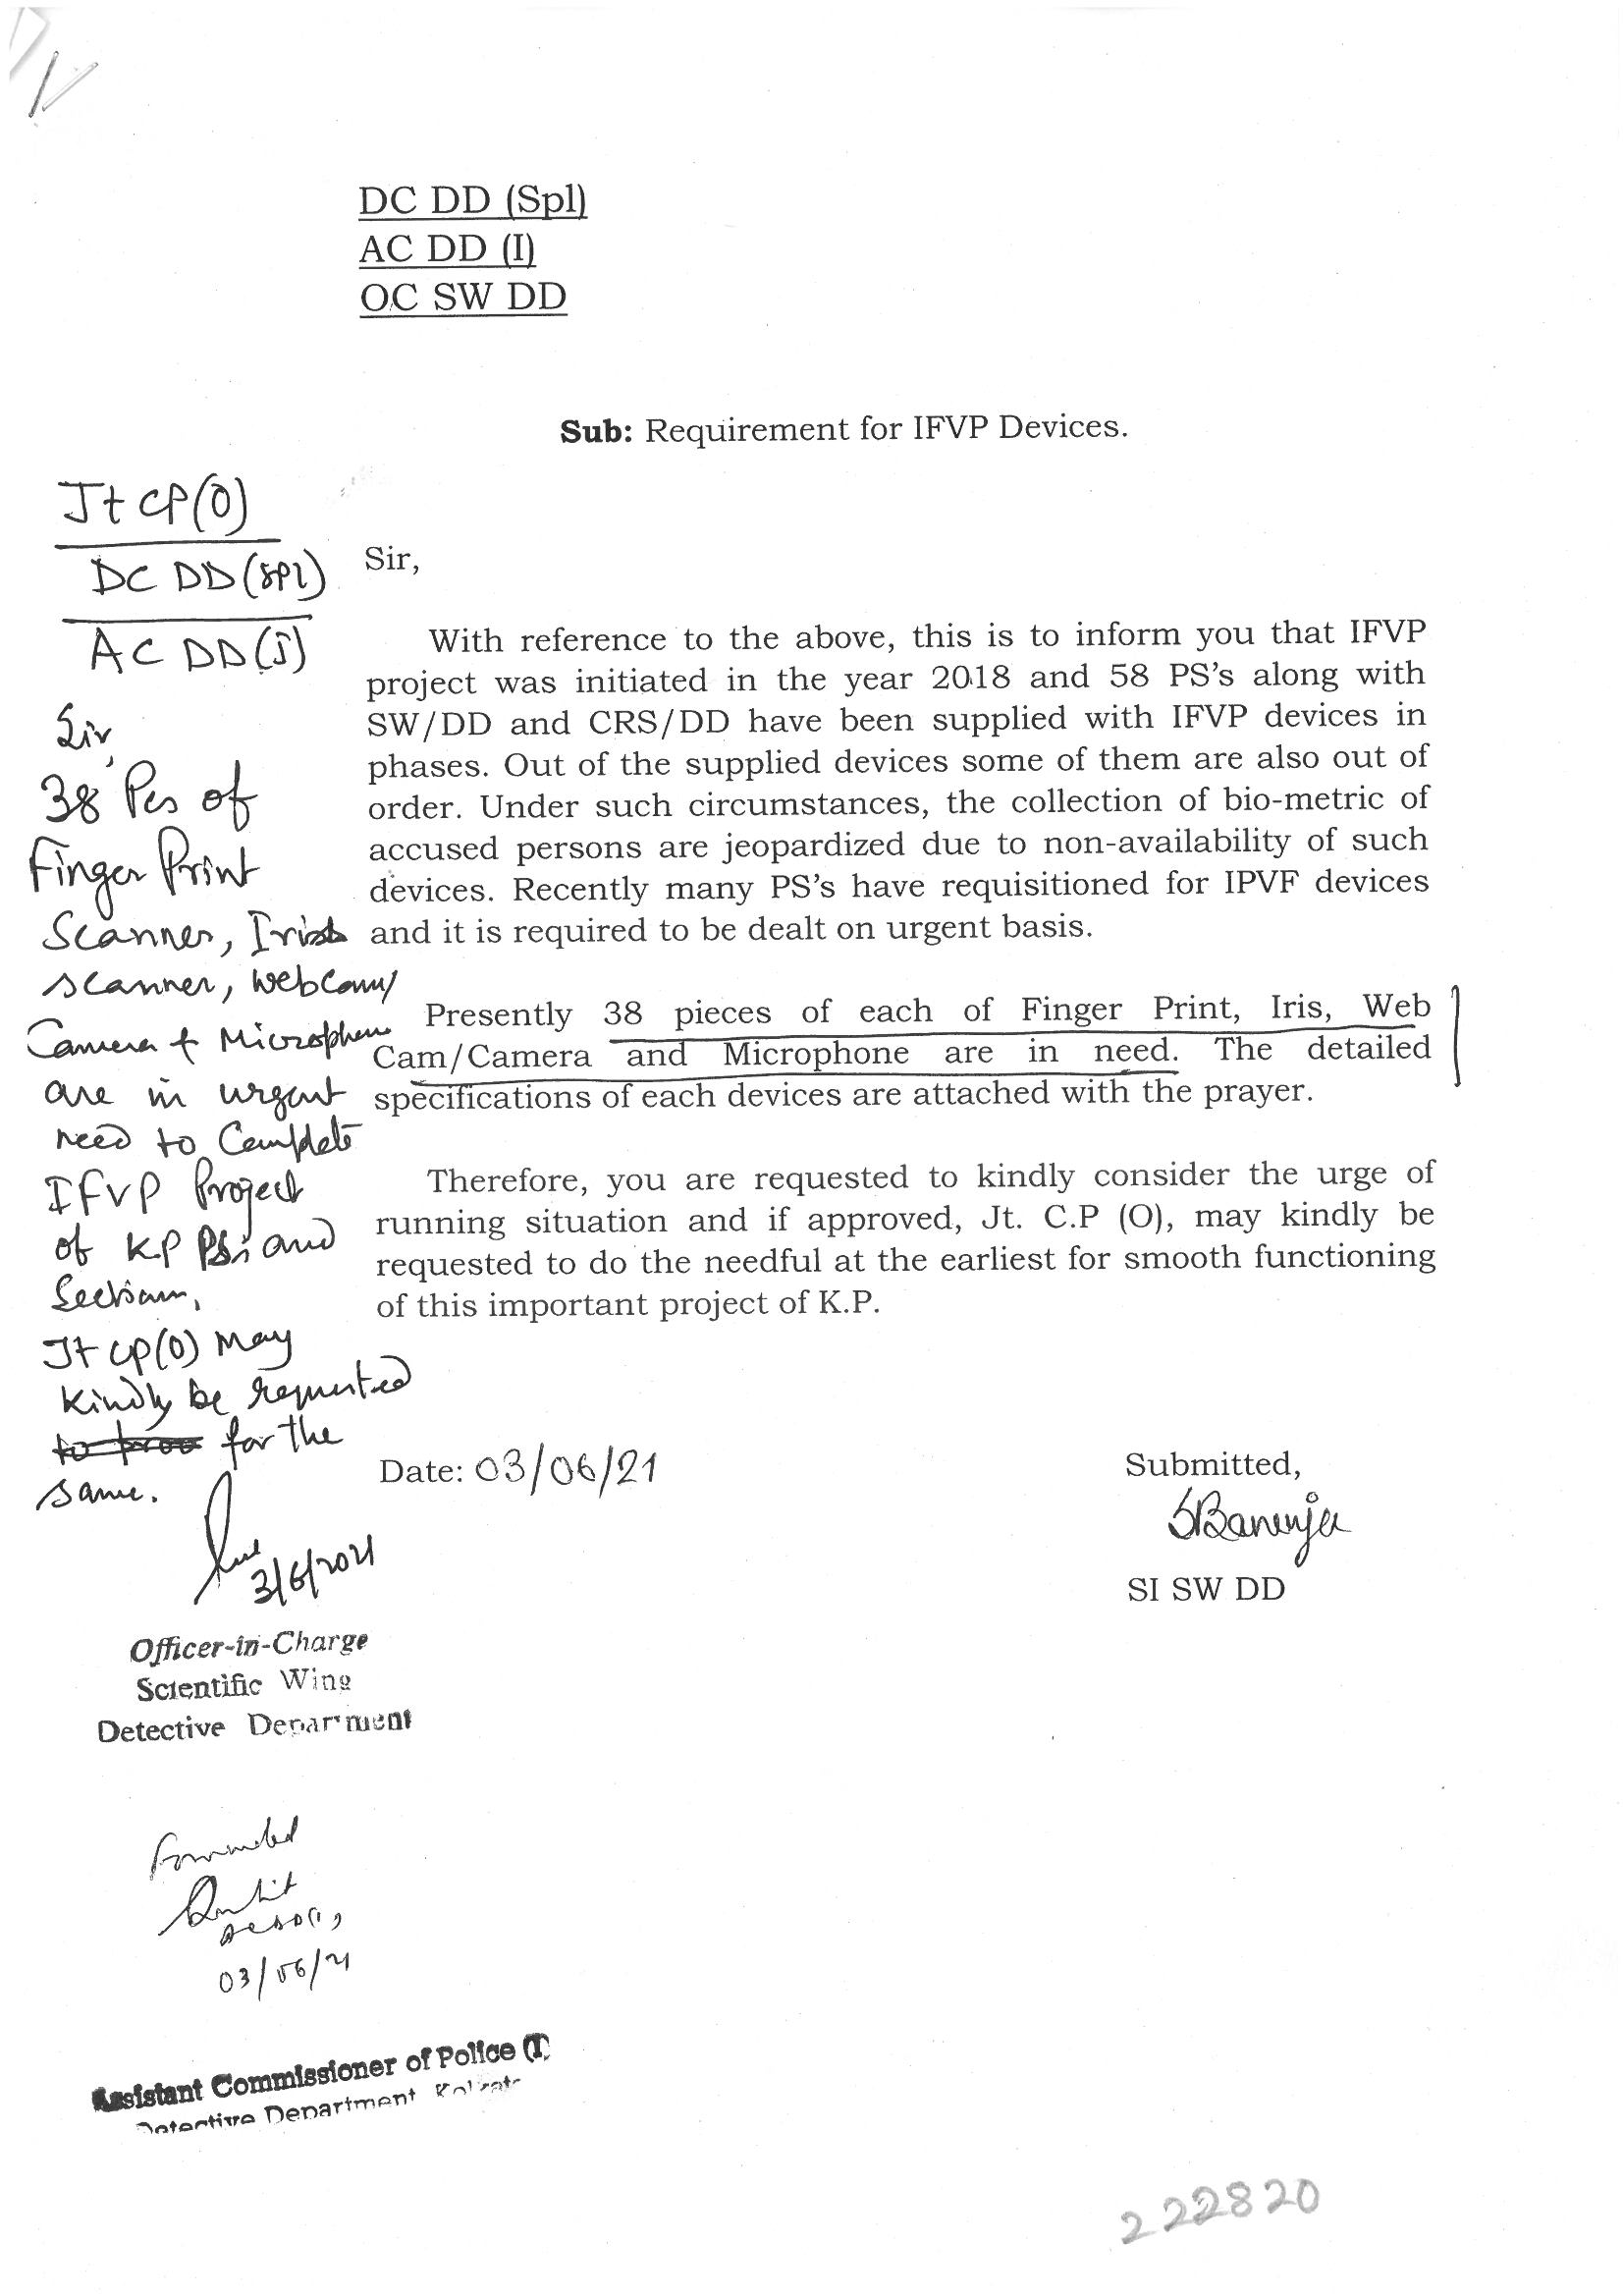 DC DD (Spl)
AC DD (I)
OC SW DD
Sub: Requirement for IFVP Devices.
Sir,
With reference to the above, this is to inform you that IFVP
project was initiated in the year 2018 and 58 PS's along with
SW/DD and CRS/DD have been supplied with IFVP devices in
phases. Out of the supplied devices some of them are also out of
order. Under such circumstances, the collection of bio-metric of
accused persons are jeopardized due to non-availability of such
devices. Recently many PS's have requisitioned for IPVF devices
and it is required to be dealt on urgent basis.
Presently 38 pieces of each of Finger Print, Iris, Web
Cam/Camera and Microphone are in need. The detailed
specifications of each devices are attached with the prayer.
Therefore, you are requested to kindly consider the urge of
running situation and if approved, Jt. C.P (O), may kindly be
requested to do the needful at the earliest for smooth functioning
of this important project of K.P.
Date: 03/06/21
Submitted,
SBanerjee
SI SW DD
Jt CP(O)
DC DD (Spl)
AC DD (I)
Sir,
38 Pcs of
Finger Print
Scanner, Iris
scanner, webcam/
Camera + Microphone
are in urgent
need to Complete
IFVP Project
of KP PSs and
Section,
Jt CP(O) May
kindly be requested
for the
same.
3/6/2021
Officer-in-Charge
Scientific Wing
Detective Department
Forwarded
03/06/21
Assistant Commissioner of Police (I)
Detective Department Kolkata
222820